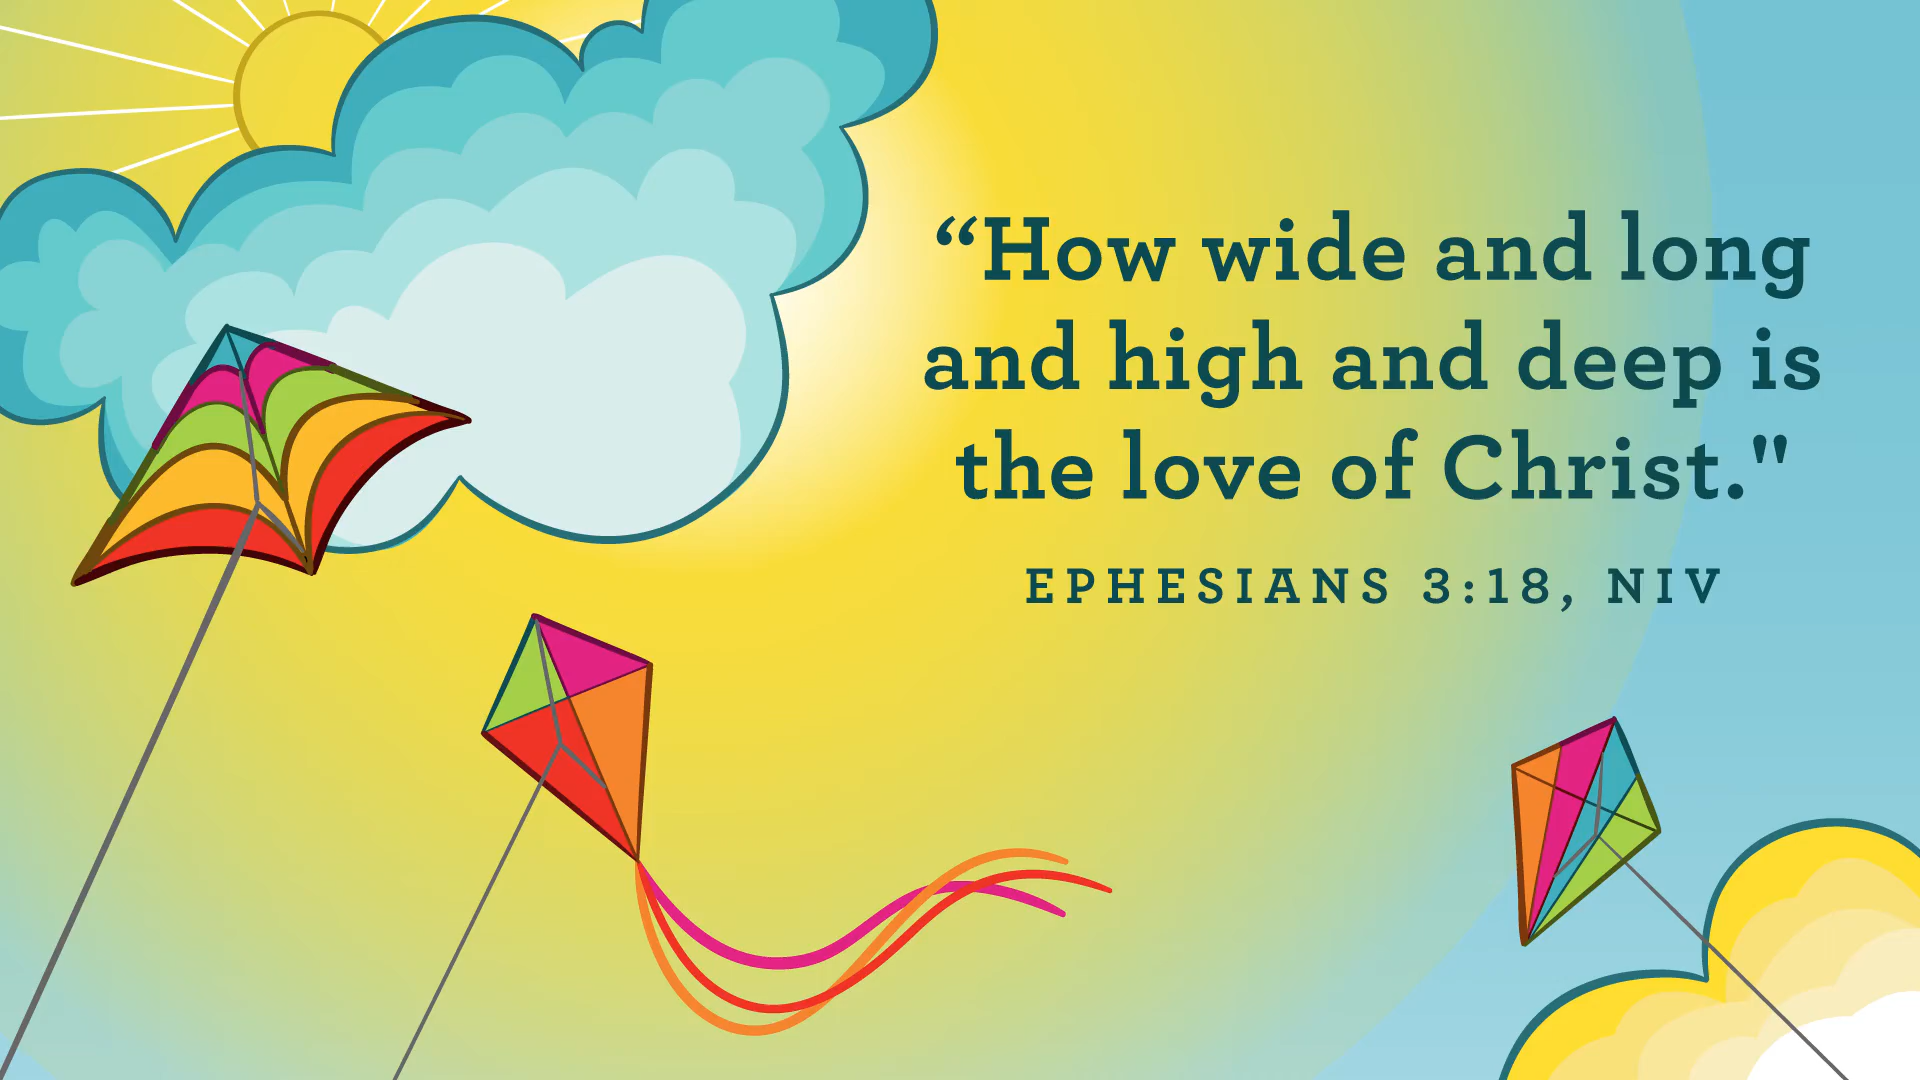 “How wide and long
and high and deep is
the love of Christ."
EPHESIANS 3:18, NIV